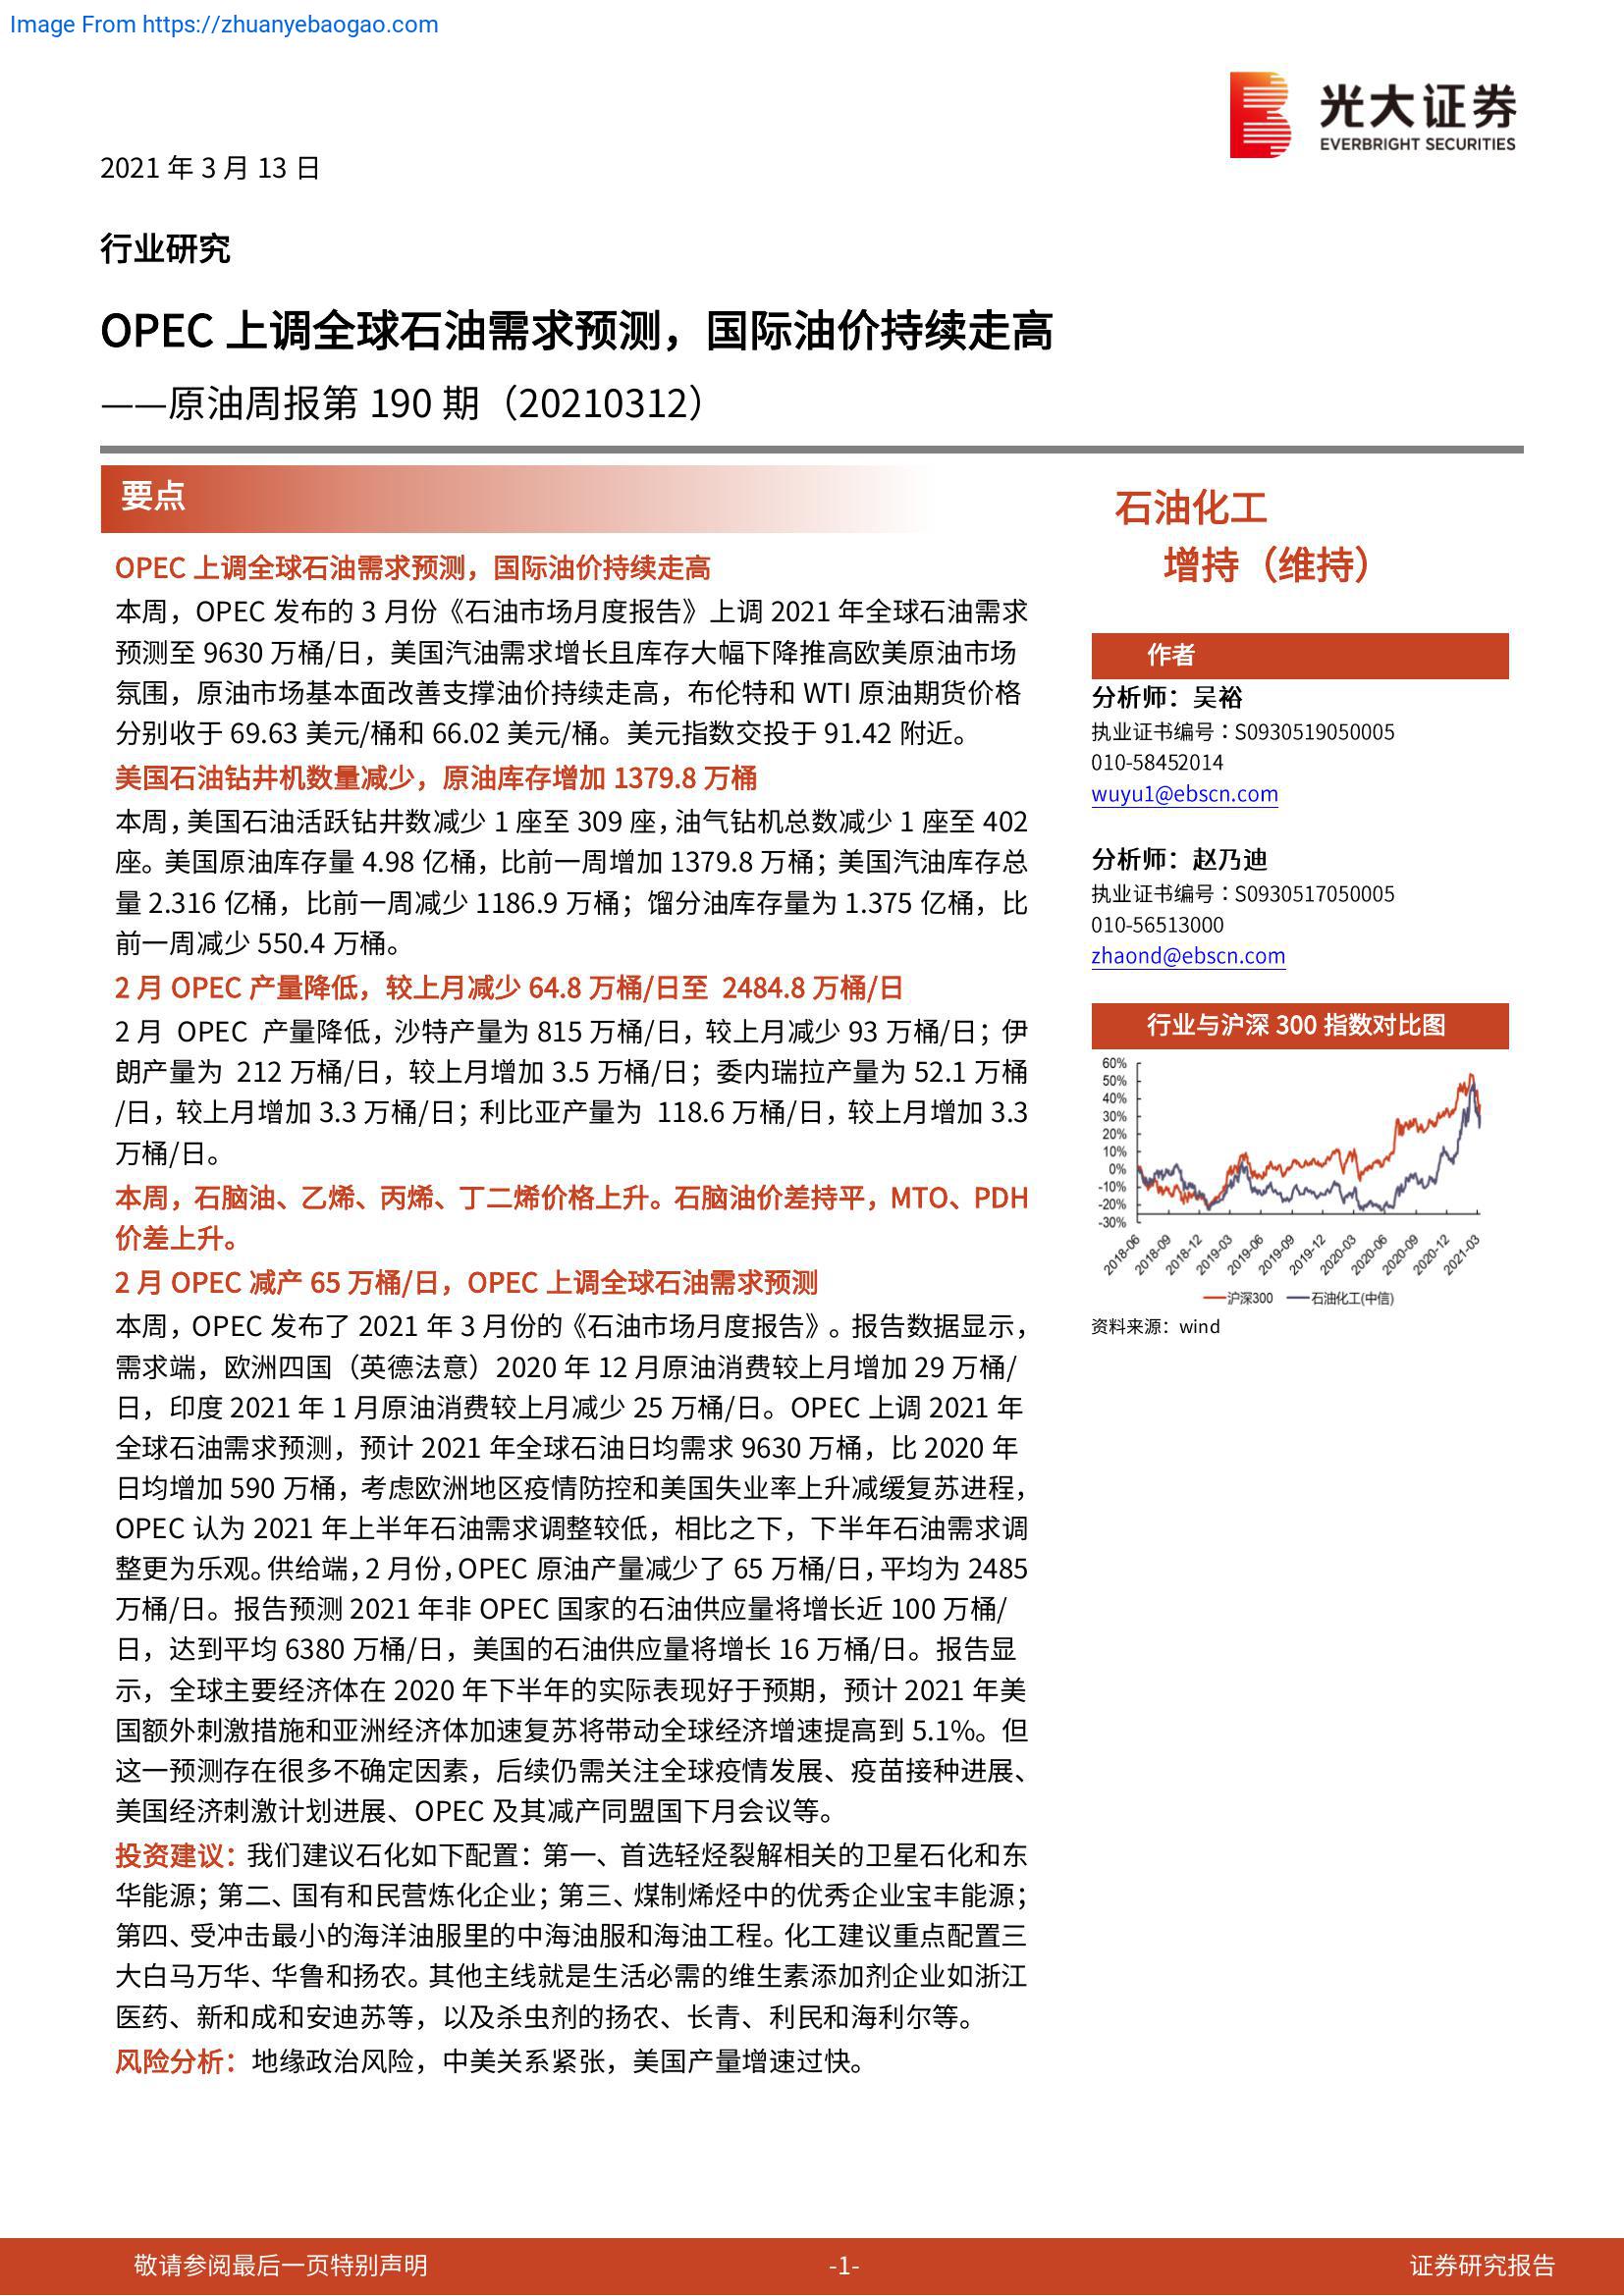 Image From https://zhuanyebaogao.com
光大证券
EVERBRIGHT SECURITIES
2021 年 3 月 13 日
行业研究
OPEC 上调全球石油需求预测，国际油价持续走高
——原油周报第 190 期（20210312）
要点
OPEC 上调全球石油需求预测，国际油价持续走高
本周，OPEC 发布的 3 月份《石油市场月度报告》上调 2021 年全球石油需求
预测至 9630 万桶/日，美国汽油需求增长且库存大幅下降推高欧美原油市场
氛围，原油市场基本面改善支撑油价持续走高，布伦特和 WTI 原油期货价格
分别收于 69.63 美元/桶和 66.02 美元/桶。美元指数交投于 91.42 附近。
美国石油钻井机数量减少，原油库存增加 1379.8 万桶
本周，美国石油活跃钻井数减少 1 座至 309 座，油气钻机总数减少 1 座至 402
座。美国原油库存量 4.98 亿桶，比前一周增加 1379.8 万桶；美国汽油库存总
量 2.316 亿桶，比前一周减少 1186.9 万桶；馏分油库存量为 1.375 亿桶，比
前一周减少 550.4 万桶。
2 月 OPEC 产量降低，较上月减少 64.8 万桶/日至 2484.8 万桶/日
2 月 OPEC 产量降低，沙特产量为 815 万桶/日，较上月减少 93 万桶/日；伊
朗产量为 212 万桶/日，较上月增加 3.5 万桶/日；委内瑞拉产量为 52.1 万桶
/日，较上月增加 3.3 万桶/日；利比亚产量为 118.6 万桶/日，较上月增加 3.3
万桶/日。
本周，石脑油、乙烯、丙烯、丁二烯价格上升。石脑油价差持平，MTO、PDH
价差上升。
2 月 OPEC 减产 65 万桶/日，OPEC 上调全球石油需求预测
本周，OPEC 发布了 2021 年 3 月份的《石油市场月度报告》。报告数据显示，
需求端，欧洲四国（英德法意）2020 年 12 月原油消费较上月增加 29 万桶/
日，印度 2021 年 1 月原油消费较上月减少 25 万桶/日。OPEC 上调 2021 年
全球石油需求预测，预计 2021 年全球石油日均需求 9630 万桶，比 2020 年
日均增加 590 万桶，考虑欧洲地区疫情防控和美国失业率上升减缓复苏进程，
OPEC 认为 2021 年上半年石油需求调整较低，相比之下，下半年石油需求调
整更为乐观。供给端，2 月份，OPEC 原油产量减少了 65 万桶/日，平均为 2485
万桶/日。报告预测 2021 年非 OPEC 国家的石油供应量将增长近 100 万桶/
日，达到平均 6380 万桶/日，美国的石油供应量将增长 16 万桶/日。报告显
示，全球主要经济体在 2020 年下半年的实际表现好于预期，预计 2021 年美
国额外刺激措施和亚洲经济体加速复苏将带动全球经济增速提高到 5.1%。但
这一预测存在很多不确定因素，后续仍需关注全球疫情发展、疫苗接种进展、
美国经济刺激计划进展、OPEC 及其减产同盟国下月会议等。
投资建议：我们建议石化如下配置：第一、首选轻烃裂解相关的卫星石化和东
华能源；第二、国有和民营炼化企业；第三、煤制烯烃中的优秀企业宝丰能源；
第四、受冲击最小的海洋油服里的中海油服和海油工程。化工建议重点配置三
大白马万华、华鲁和扬农。其他主线就是生活必需的维生素添加剂企业如浙江
医药、新和成和安迪苏等，以及杀虫剂的扬农、长青、利民和海利尔等。
风险分析：地缘政治风险，中美关系紧张，美国产量增速过快。
石油化工
增持（维持）
作者
分析师：吴裕
执业证书编号：S0930519050005
010-58452014
wuyu1@ebscn.com
分析师：赵乃迪
执业证书编号：S0930517050005
010-56513000
zhaond@ebscn.com
行业与沪深 300 指数对比图
60%
50%
40%
30%
20%
10%
0%
-10%
-20%
-30%
2018-06 2018-09 2018-12 2019-03 2019-06 2019-09 2019-12 2020-03 2020-06 2020-09 2020-12 2021-03
沪深300 石油化工(中信)
资料来源：wind
敬请参阅最后一页特别声明 -1- 证券研究报告